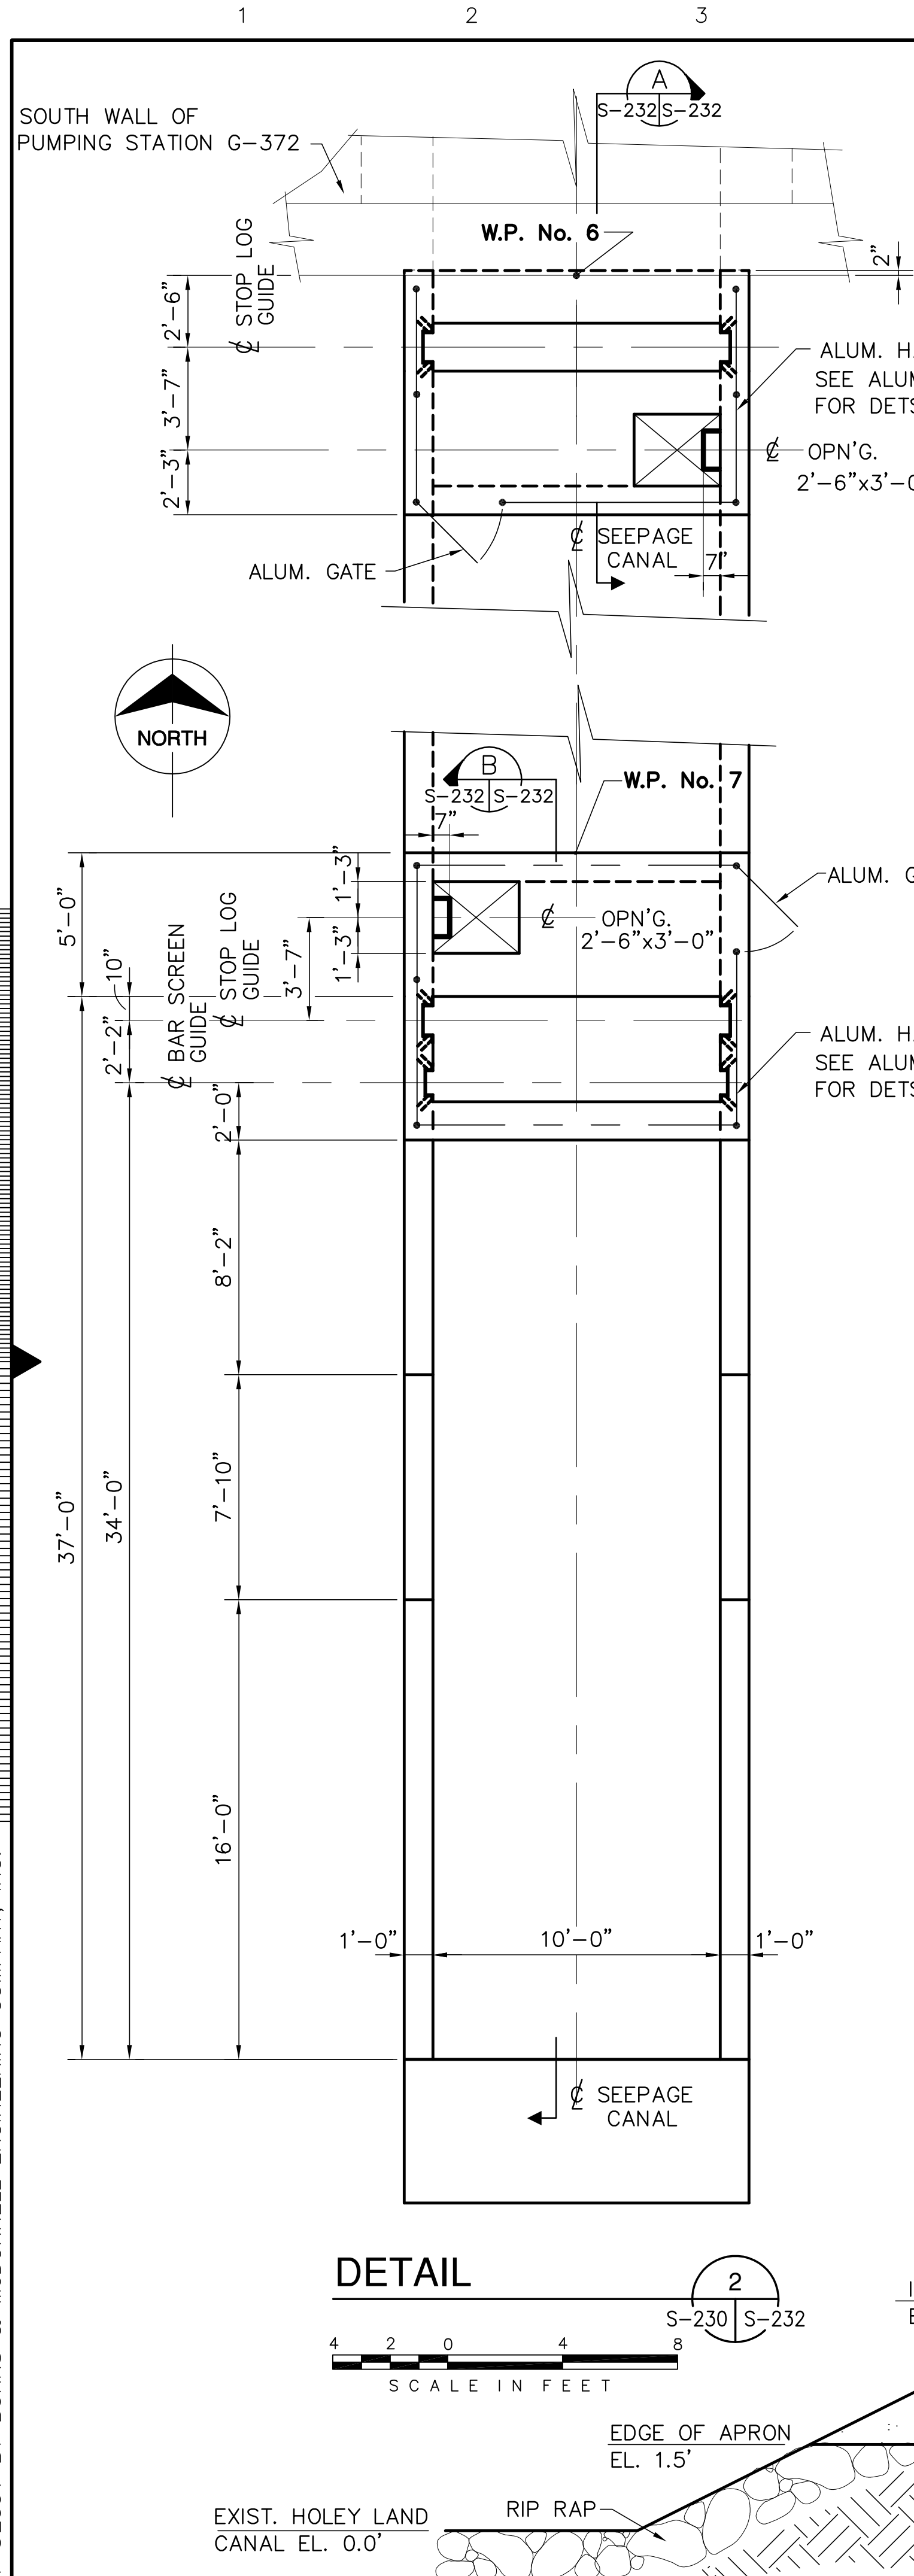 1 2 3
A
S-232 S-232
SOUTH WALL OF
PUMPING STATION G-372
W.P. No. 6
2"
℄ STOP LOG
GUIDE
2'-6"
3'-7"
2'-3"
ALUM.
SEE
FOR
℄ OPN'G.
2'-6"x3'-
℄ SEEPAGE
CANAL
7"
ALUM. GATE
NORTH
B
S-232 S-232
W.P. No. 7
7"
ALUM.
5'-0"
10"
2'-2"
℄ BAR SCREEN
GUIDE
℄ STOP LOG
GUIDE
3'-7"
1'-3"
1'-3"
℄ OPN'G.
2'-6"x3'-0"
ALUM.
SEE
FOR
2'-0"
8'-2"
7'-10"
37'-0"
34'-0"
16'-0"
1'-0" 10'-0" 1'-0"
℄ SEEPAGE
CANAL
DETAIL
2
S-230 S-232
4 2 0 4 8
SCALE IN FEET
EDGE OF APRON
EL. 1.5'
EXIST. HOLEY LAND
CANAL EL. 0.0'
RIP RAP